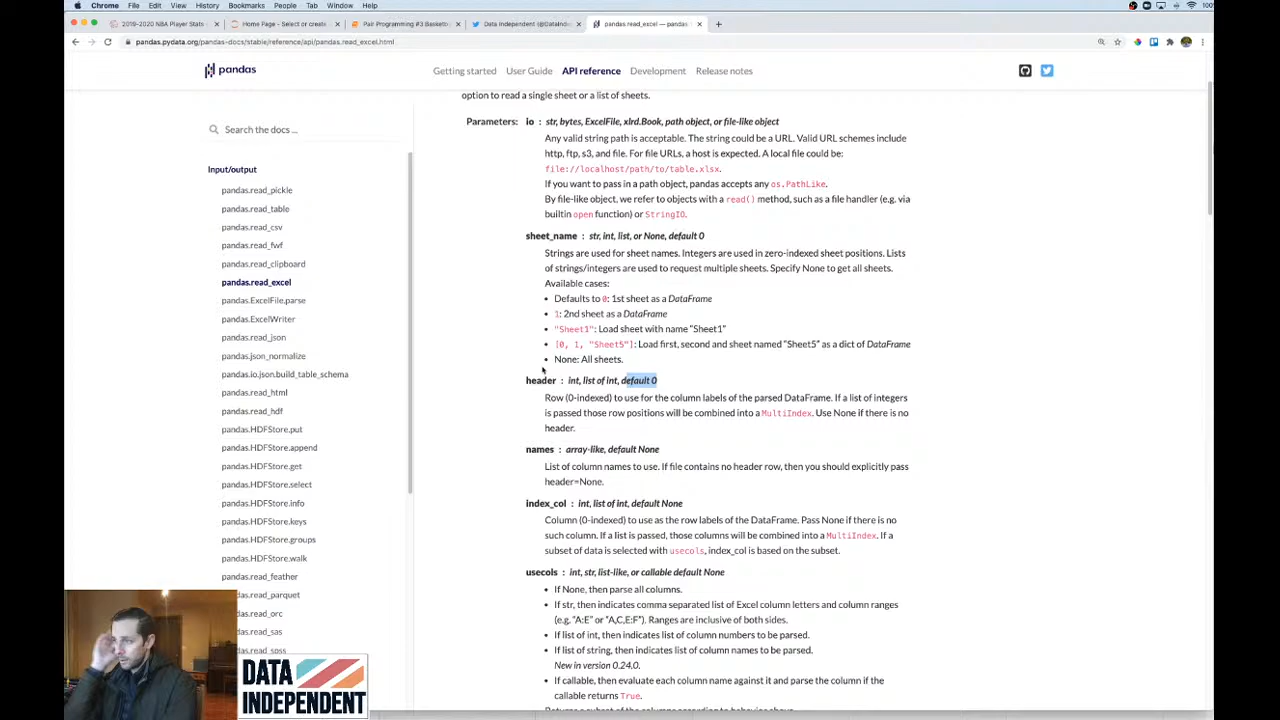 Chrome File Edit View History Bookmarks People Tab Window Help
2019-2020 NBA Player Stats
Home Page - Select or create
Pair Programming #3 Basketb
Data Independent (@DataInde
pandas.read_excel — pandas
pandas.pydata.org/pandas-docs/stable/reference/api/pandas.read_excel.html
pandas
Getting started User Guide API reference Development Release notes
Search the docs ...
Input/output
pandas.read_pickle
pandas.read_table
pandas.read_csv
pandas.read_fwf
pandas.read_clipboard
pandas.read_excel
pandas.ExcelFile.parse
pandas.ExcelWriter
pandas.read_json
pandas.json_normalize
pandas.io.json.build_table_schema
pandas.read_html
pandas.read_hdf
pandas.HDFStore.put
pandas.HDFStore.append
pandas.HDFStore.get
pandas.HDFStore.select
pandas.HDFStore.info
pandas.HDFStore.keys
pandas.HDFStore.groups
pandas.HDFStore.walk
pandas.read_feather
s.read_parquet
s.read_orc
s.read_sas
s.read_spss
option to read a single sheet or a list of sheets.
Parameters: io : str, bytes, ExcelFile, xlrd.Book, path object, or file-like object
Any valid string path is acceptable. The string could be a URL. Valid URL schemes include
http, ftp, s3, and file. For file URLs, a host is expected. A local file could be:
file://localhost/path/to/table.xlsx.
If you want to pass in a path object, pandas accepts any os.PathLike.
By file-like object, we refer to objects with a read() method, such as a file handler (e.g. via
builtin open function) or StringIO.
sheet_name : str, int, list, or None, default 0
Strings are used for sheet names. Integers are used in zero-indexed sheet positions. Lists
of strings/integers are used to request multiple sheets. Specify None to get all sheets.
Available cases:
• Defaults to 0: 1st sheet as a DataFrame
• 1: 2nd sheet as a DataFrame
• "Sheet1": Load sheet with name "Sheet1"
• [0, 1, "Sheet5"]: Load first, second and sheet named "Sheet5" as a dict of DataFrame
• None: All sheets.
header : int, list of int, default 0
Row (0-indexed) to use for the column labels of the parsed DataFrame. If a list of integers
is passed those row positions will be combined into a MultiIndex. Use None if there is no
header.
names : array-like, default None
List of column names to use. If file contains no header row, then you should explicitly pass
header=None.
index_col : int, list of int, default None
Column (0-indexed) to use as the row labels of the DataFrame. Pass None if there is no
such column. If a list is passed, those columns will be combined into a MultiIndex. If a
subset of data is selected with usecols, index_col is based on the subset.
usecols : int, str, list-like, or callable default None
• If None, then parse all columns.
• If str, then indicates comma separated list of Excel column letters and column ranges
(e.g. "A:E" or "A,C,E:F"). Ranges are inclusive of both sides.
• If list of int, then indicates list of column numbers to be parsed.
• If list of string, then indicates list of column names to be parsed.
New in version 0.24.0.
• If callable, then evaluate each column name against it and parse the column if the
callable returns True.
DATA
INDEPENDENT